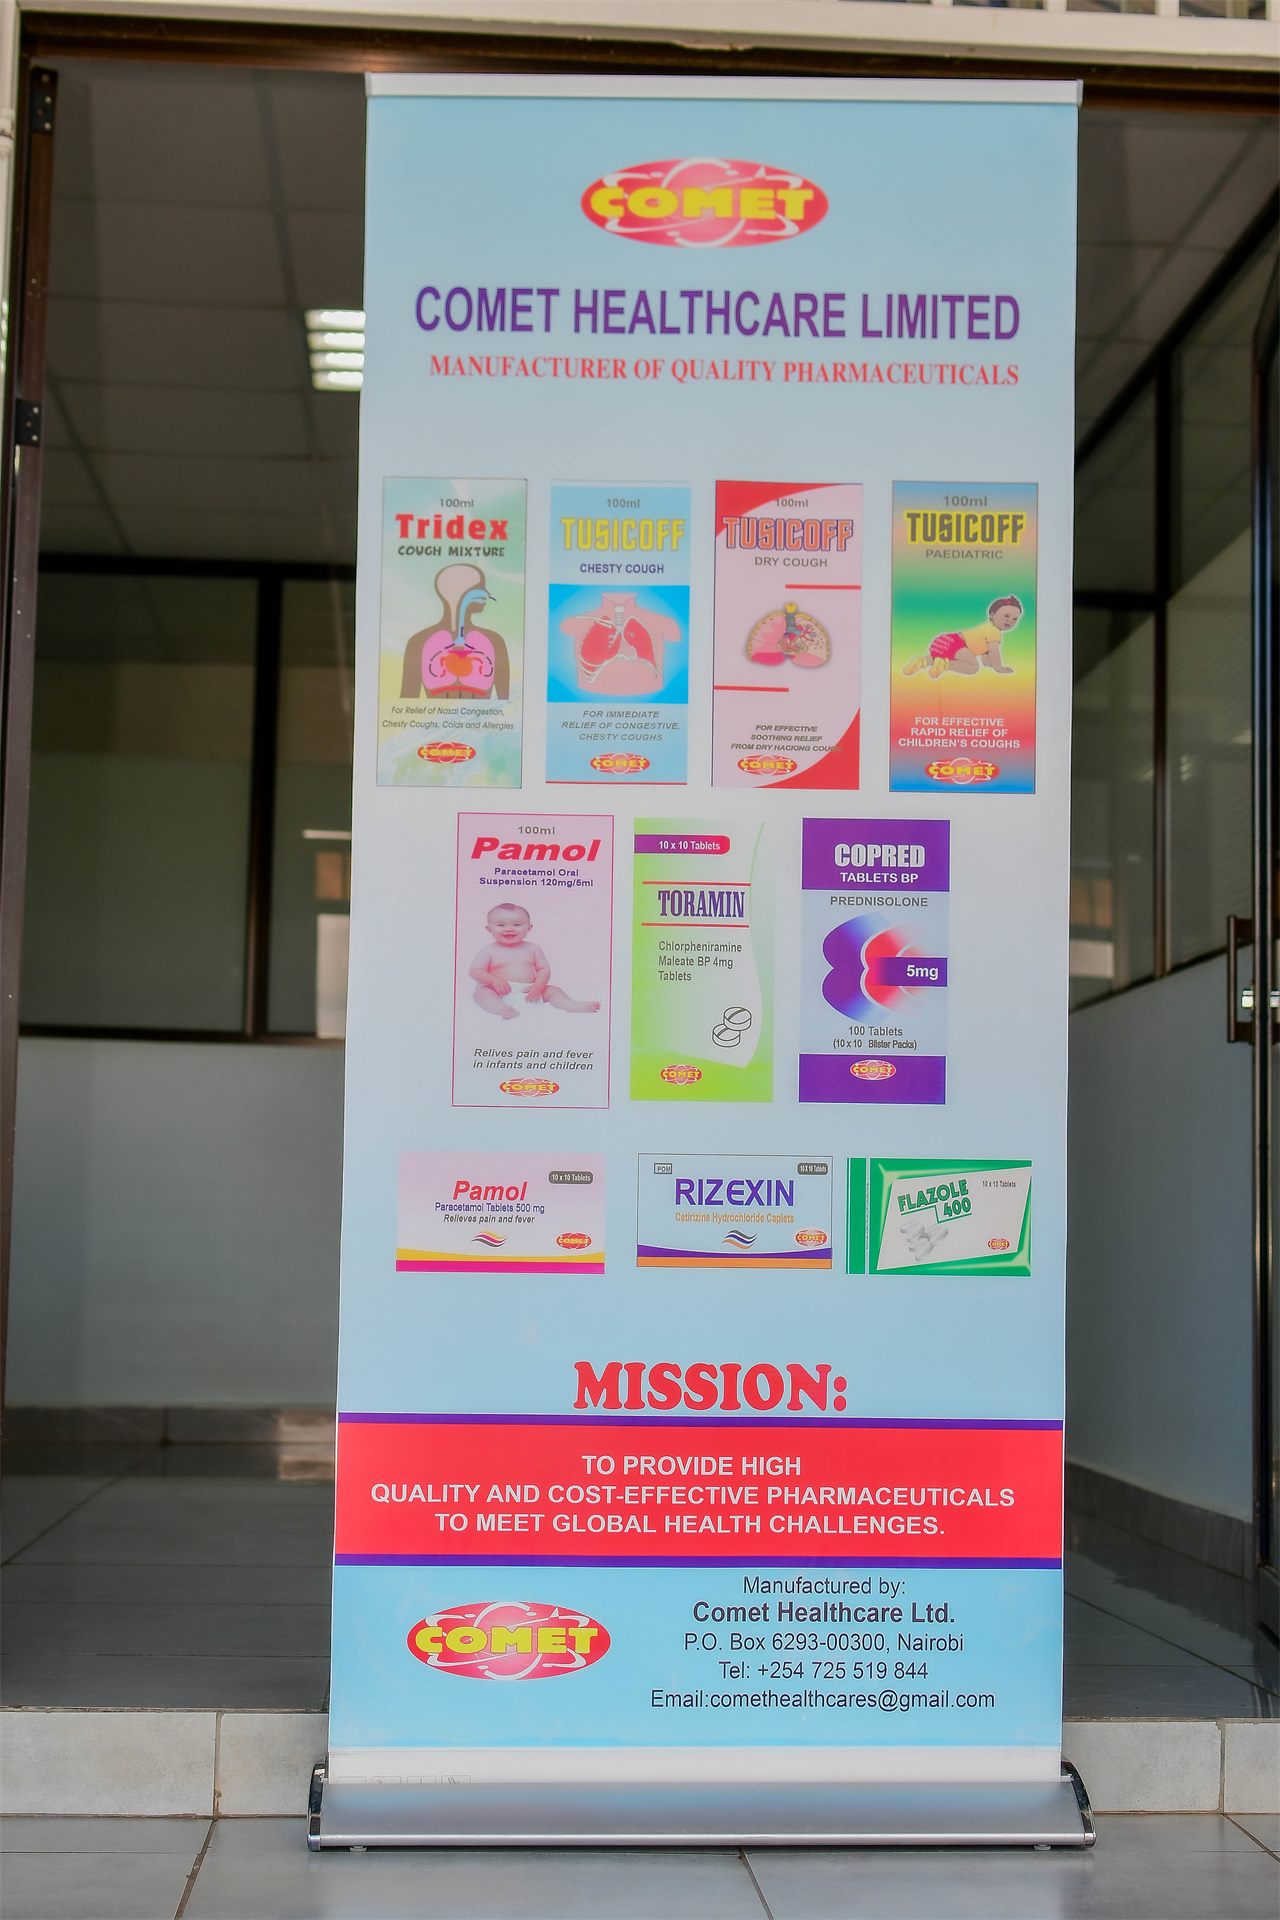 COMET
COMET HEALTHCARE LIMITED
MANUFACTURER OF QUALITY PHARMACEUTICALS
100ml
Tridex
COUGH MIXTURE
For Relief of Nasal Congestion,
Chesty Coughs, Colds and Allergies
COMET
100ml
TUSICOFF
CHESTY COUGH
FOR IMMEDIATE
RELIEF OF CONGESTIVE,
CHESTY COUGHS
COMET
100ml
TUSICOFF
DRY COUGH
FOR EFFECTIVE
SOOTHING RELIEF
FROM DRY HACKING COUGH
COMET
100ml
TUSICOFF
PAEDIATRIC
FOR EFFECTIVE
RAPID RELIEF OF
CHILDREN'S COUGHS
COMET
100ml
Pamol
Paracetamol Oral
Suspension 120mg/5ml
Relives pain and fever
in infants and children
COMET
10 x 10 Tablets
TORAMIN
Chlorpheniramine
Maleate BP 4mg
Tablets
COMET
COPRED
TABLETS BP
PREDNISOLONE
5mg
100 Tablets
(10 x 10 Blister Packs)
COMET
10 x 10 Tablets
Pamol
Paracetamol Tablets 500 mg
Relieves pain and fever
COMET
POM
10 X 10 Tablets
RIZEXIN
Cetirizine Hydrochloride Caplets
COMET
10 x 10 Tablets
FLAZOLE
400
COMET
MISSION:
TO PROVIDE HIGH
QUALITY AND COST-EFFECTIVE PHARMACEUTICALS
TO MEET GLOBAL HEALTH CHALLENGES.
COMET
Manufactured by:
Comet Healthcare Ltd.
P.O. Box 6293-00300, Nairobi
Tel: +254 725 519 844
Email:comethealthcares@gmail.com